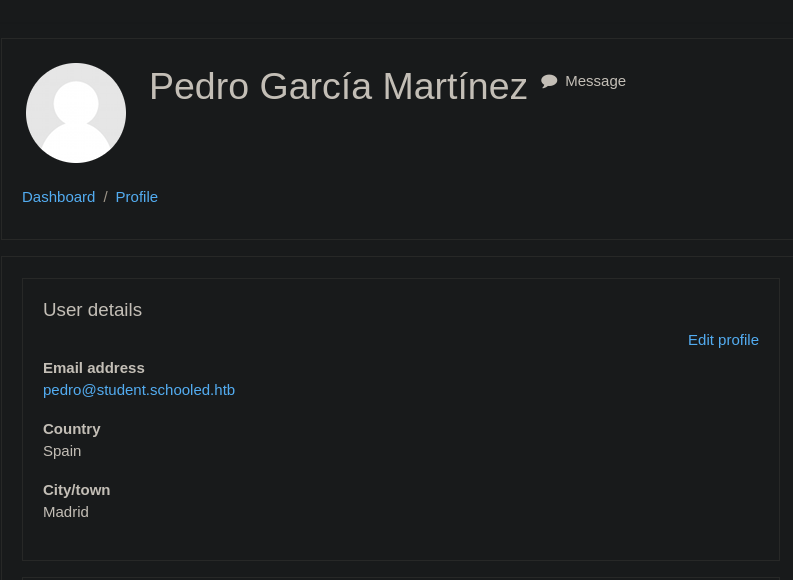 Pedro García Martínez Message
Dashboard / Profile
User details
Edit profile
Email address
pedro@student.schooled.htb
Country
Spain
City/town
Madrid